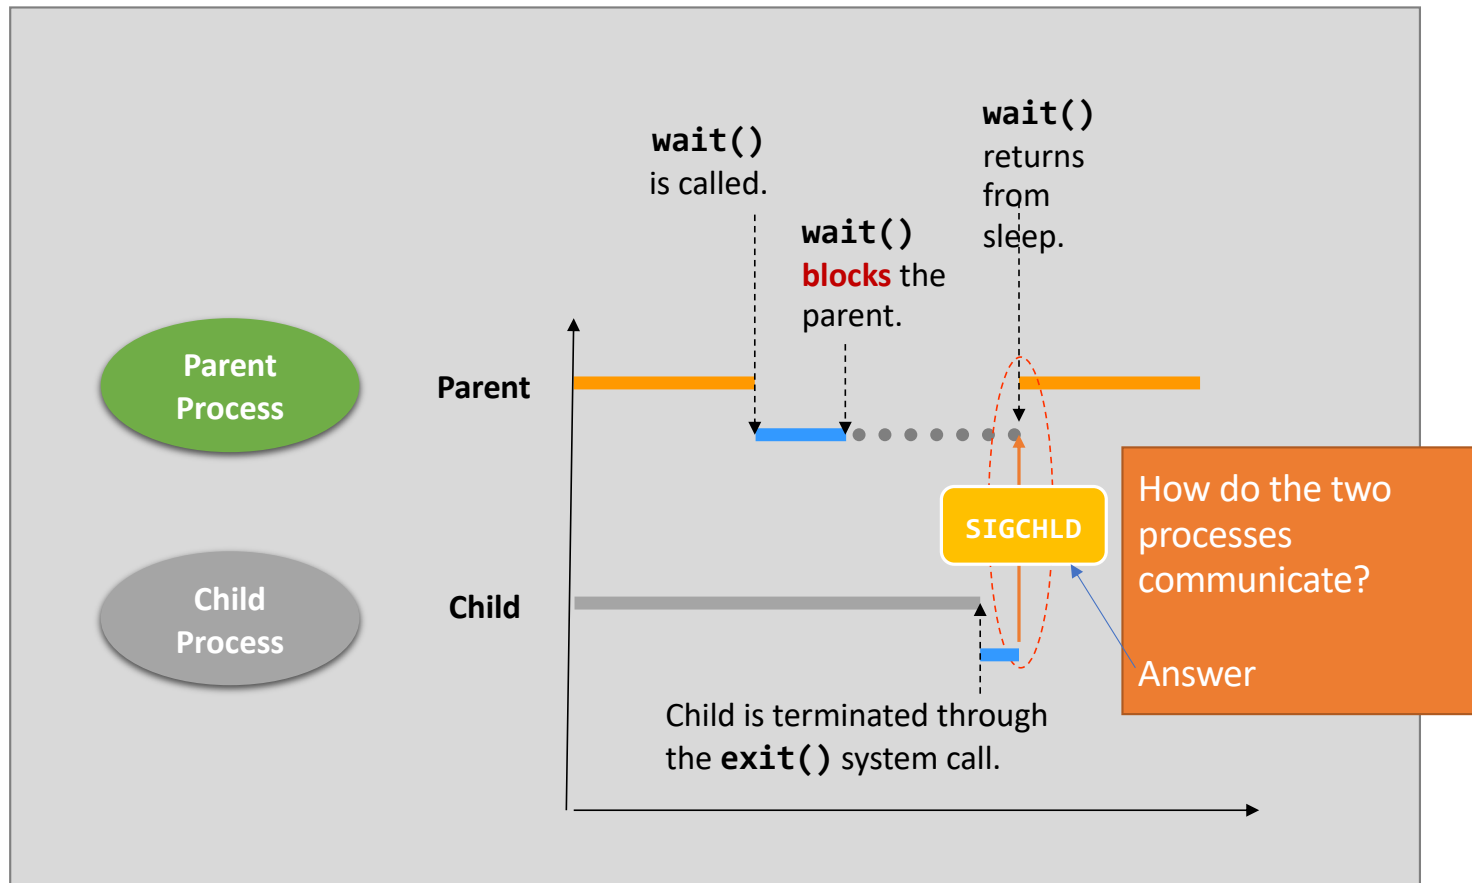 wait()
is called.
wait()
blocks the
parent.
wait()
returns
from
sleep.
Parent
Process
Parent
Child
Process
Child
SIGCHLD
How do the two
processes
communicate?
Answer
Child is terminated through
the exit() system call.